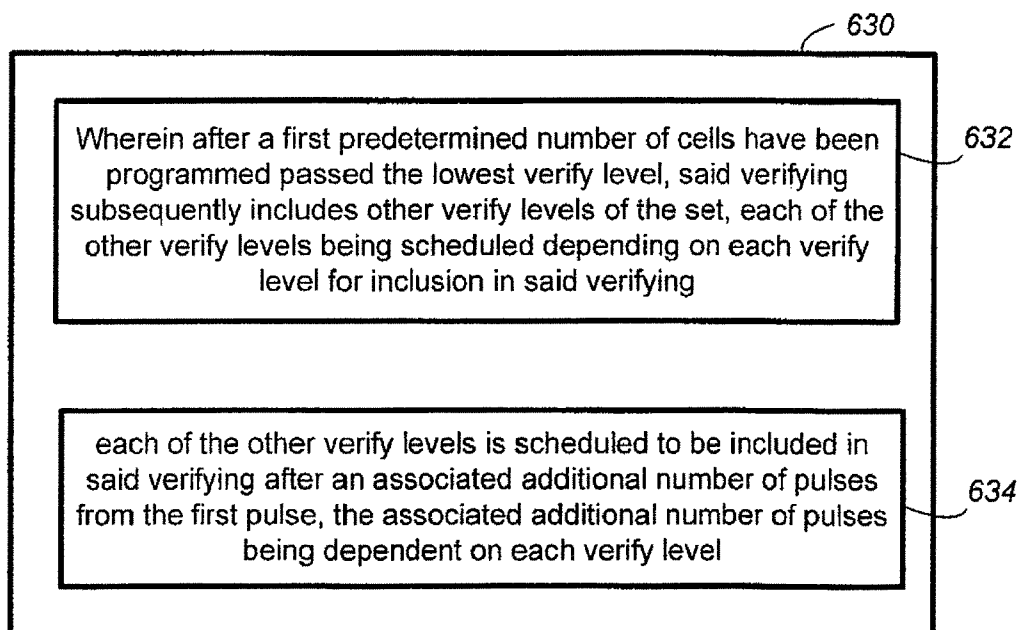 630
Wherein after a first predetermined number of cells have been
programmed passed the lowest verify level, said verifying
subsequently includes other verify levels of the set, each of the
other verify levels being scheduled depending on each verify
level for inclusion in said verifying
632
each of the other verify levels is scheduled to be included in
said verifying after an associated additional number of pulses
from the first pulse, the associated additional number of pulses
being dependent on each verify level
634